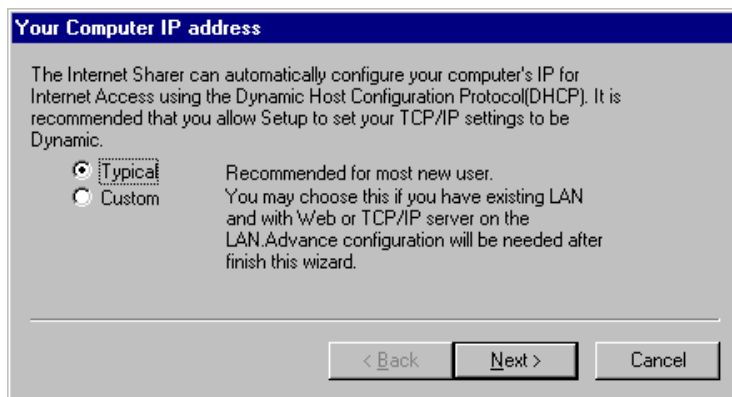 Your Computer IP address
The Internet Sharer can automatically configure your computer's IP for
Internet Access using the Dynamic Host Configuration Protocol(DHCP). It is
recommended that you allow Setup to set your TCP/IP settings to be
Dynamic.
Typical
Recommended for most new user.
Custom
You may choose this if you have existing LAN
and with Web or TCP/IP server on the
LAN.Advance configuration will be needed after
finish this wizard.
< Back
Next >
Cancel